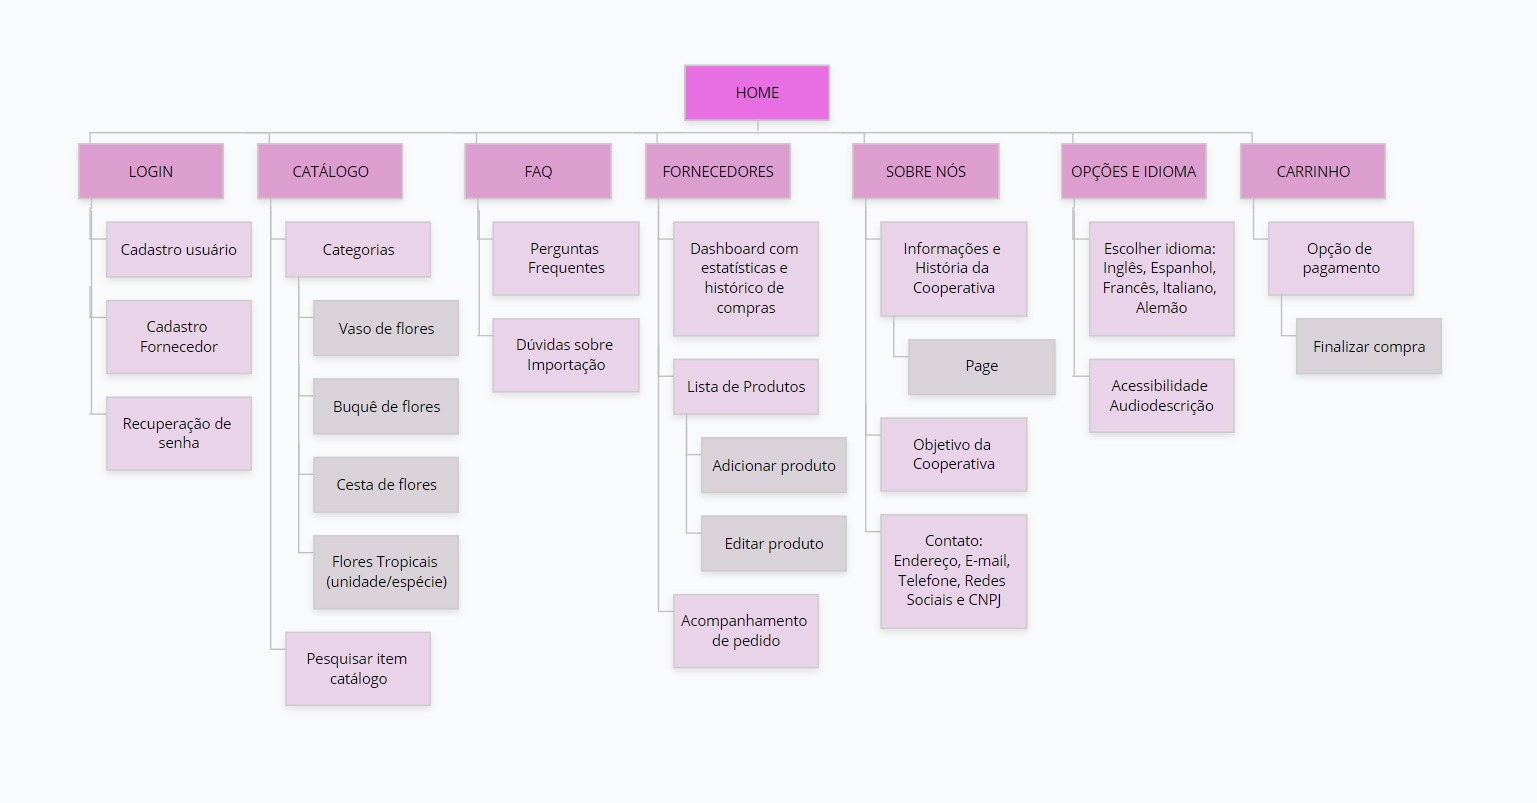 HOME
LOGIN
Cadastro usuário
Cadastro
Fornecedor
Recuperação de
senha
CATÁLOGO
Categorias
Vaso de flores
Buquê de flores
Cesta de flores
Flores Tropicais
(unidade/espécie)
Pesquisar item
catálogo
FAQ
Perguntas
Frequentes
Dúvidas sobre
Importação
FORNECEDORES
Dashboard com
estatísticas e
histórico de
compras
Lista de Produtos
Adicionar produto
Editar produto
Acompanhamento
de pedido
SOBRE NÓS
Informações e
História da
Cooperativa
Page
Objetivo da
Cooperativa
Contato:
Endereço, E-mail,
Telefone, Redes
Sociais e CNPJ
OPÇÕES E IDIOMA
Escolher idioma:
Inglês, Espanhol,
Francês, Italiano,
Alemão
Acessibilidade
Audiodescrição
CARRINHO
Opção de
pagamento
Finalizar compra